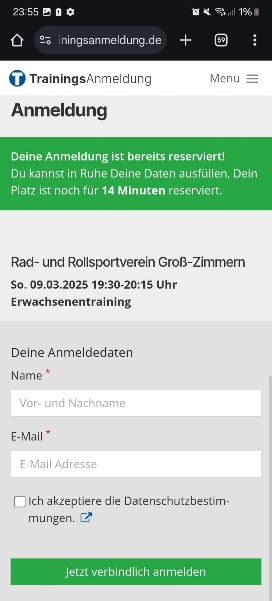 23:55
1%
iningsanmeldung.de
59
TrainingsAnmeldung
Menu
Anmeldung
Deine Anmeldung ist bereits reserviert!
Du kannst in Ruhe Deine Daten ausfüllen, Dein
Platz ist noch für 14 Minuten reserviert.
Rad- und Rollsportverein Groß-Zimmern
So. 09.03.2025 19:30-20:15 Uhr
Erwachsenentraining
Deine Anmeldedaten
Name *
Vor- und Nachname
E-Mail *
E-Mail Adresse
Ich akzeptiere die Datenschutzbestim-
mungen.
Jetzt verbindlich anmelden